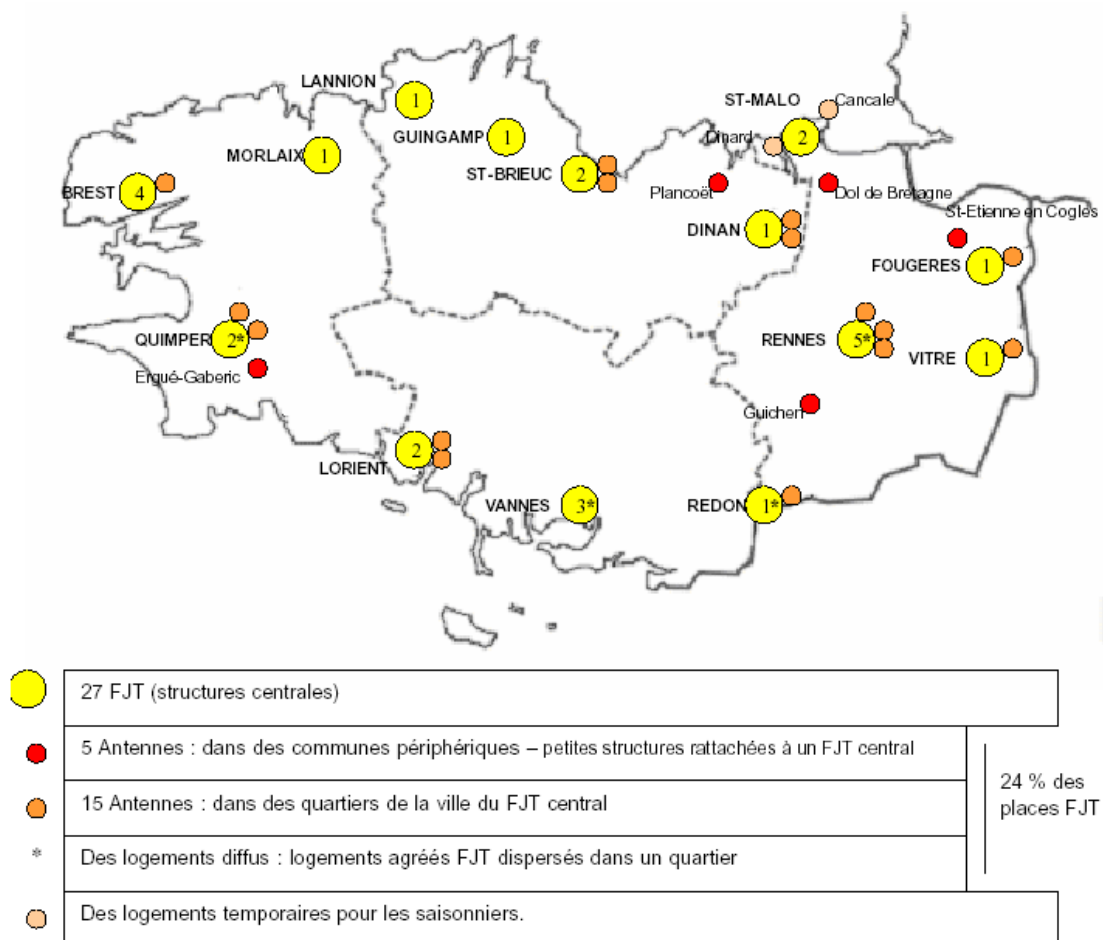 LANNION
1
ST-MALO
Cancale
GUINGAMP
1
Dinard
2
MORLAIX
1
ST-BRIEUC
2
BREST
4
Plancoët
Dol de Bretagne
St-Etienne en Cogles
DINAN
1
FOUGERES
1
QUIMPER
2*
RENNES
5*
VITRE
1
Ergué-Gaberic
Guichen
LORIENT
2
VANNES
3*
REDON
1*
27 FJT (structures centrales)
5 Antennes : dans des communes périphériques – petites structures rattachées à un FJT central
15 Antennes : dans des quartiers de la ville du FJT central
24 % des
places FJT
* Des logements diffus : logements agréés FJT dispersés dans un quartier
Des logements temporaires pour les saisonniers.